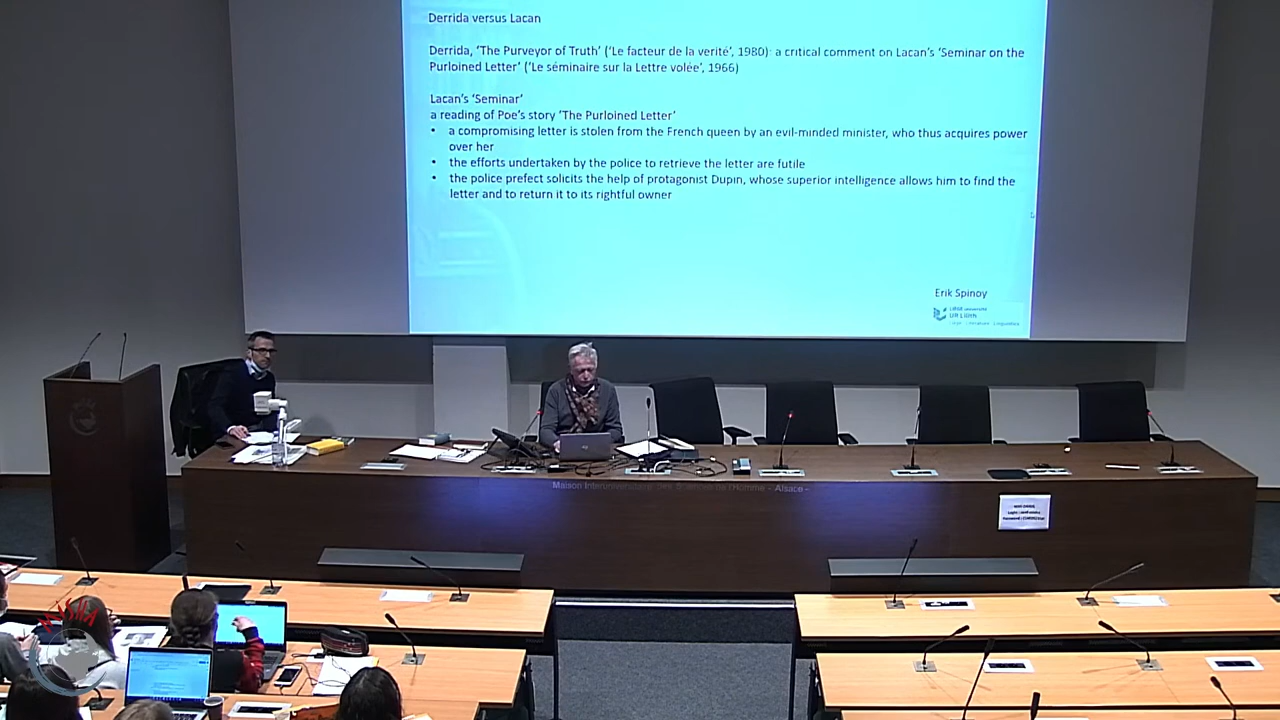 Derrida versus Lacan
Derrida, ‘The Purveyor of Truth’ (‘Le facteur de la verité’, 1980): a critical comment on Lacan’s ‘Seminar on the
Purloined Letter’ (‘Le séminaire sur la Lettre volée’, 1966)
Lacan’s ‘Seminar’
a reading of Poe’s story ‘The Purloined Letter’
• a compromising letter is stolen from the French queen by an evil-minded minister, who thus acquires power
over her
• the efforts undertaken by the police to retrieve the letter are futile
• the police prefect solicits the help of protagonist Dupin, whose superior intelligence allows him to find the
letter and to return it to its rightful owner
Erik Spinoy
LIÈGE université
Maison Interuniversitaire des Sciences de l'Homme - Alsace -
MISHA